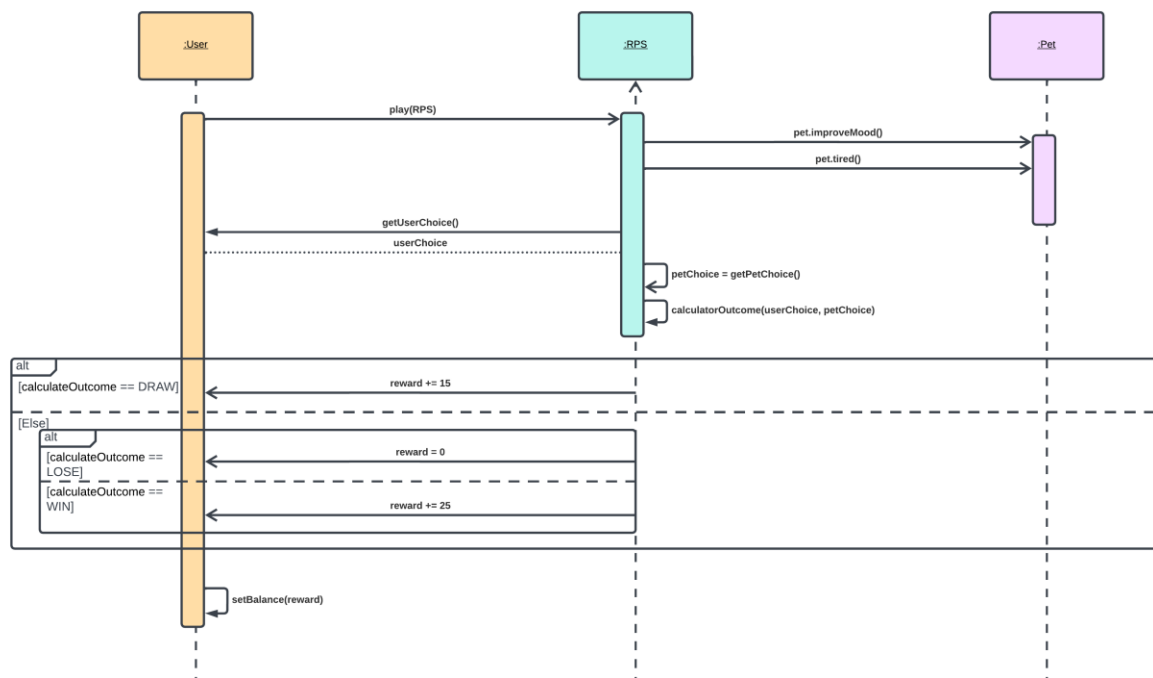 :User
:RPS
:Pet
play(RPS)
pet.improveMood()
pet.tired()
getUserChoice()
userChoice
petChoice = getPetChoice()
calculatorOutcome(userChoice, petChoice)
alt
[calculateOutcome == DRAW]
reward += 15
[Else]
alt
[calculateOutcome ==
LOSE]
reward = 0
[calculateOutcome ==
WIN]
reward += 25
setBalance(reward)